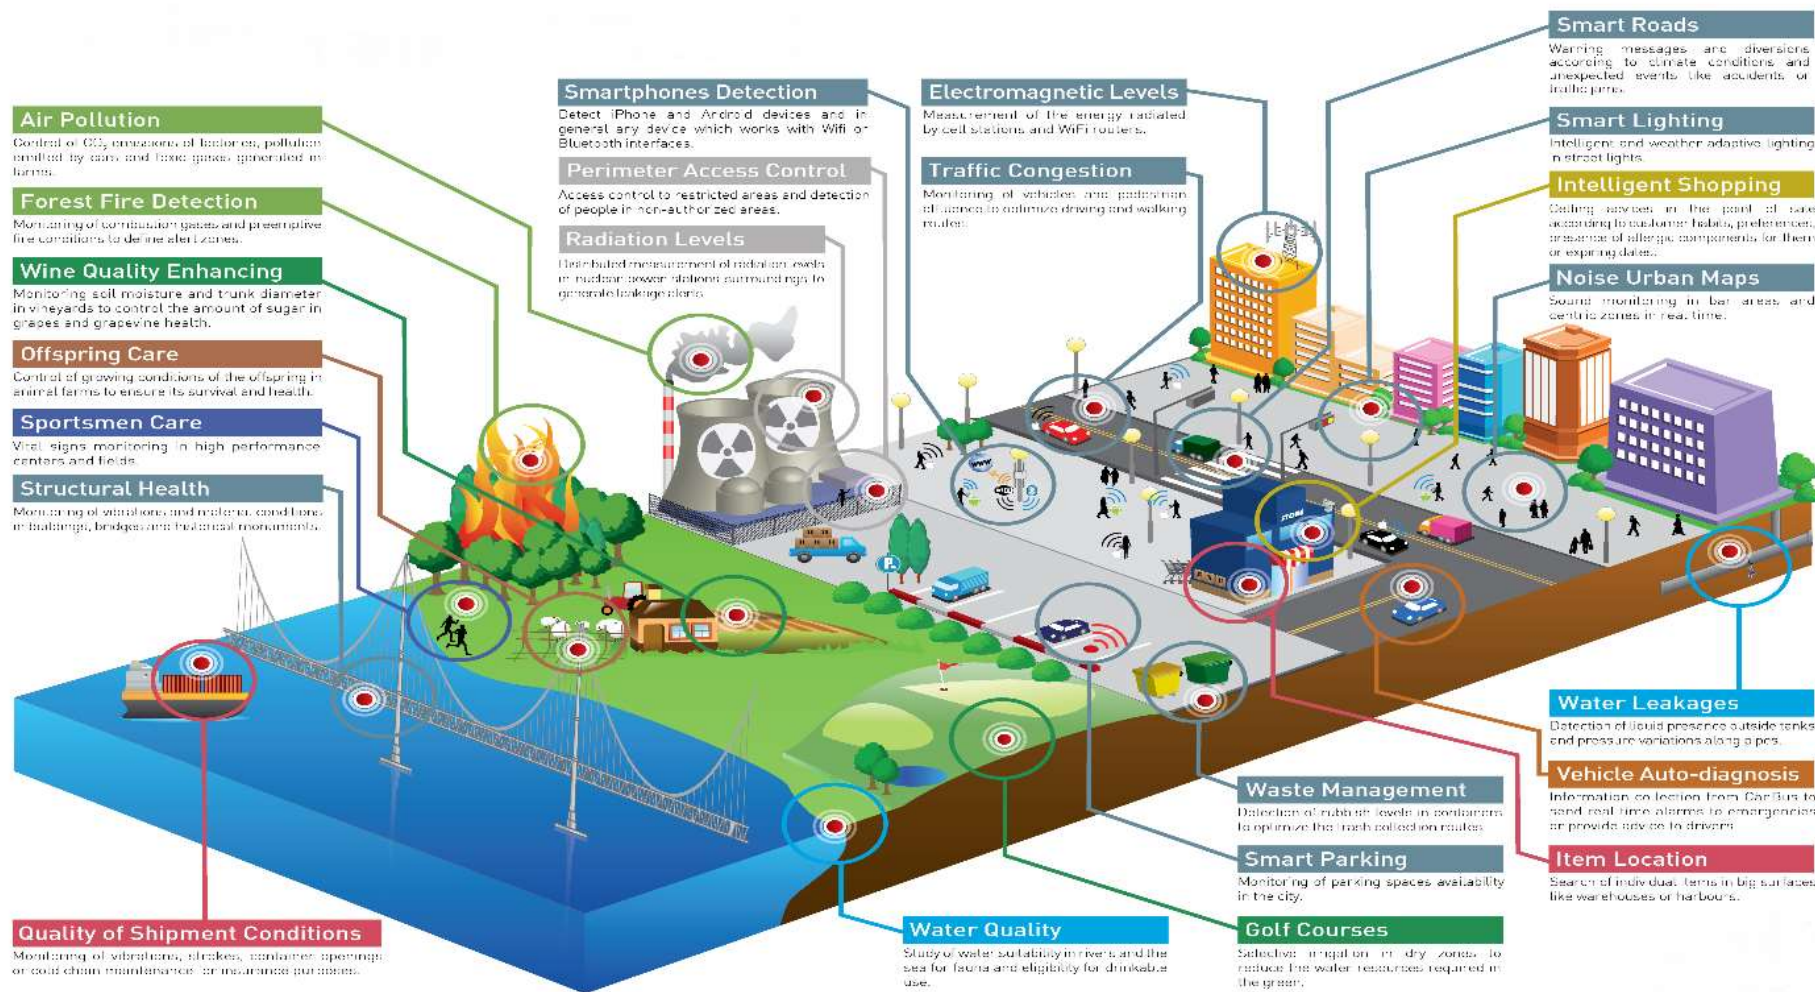 Air Pollution
Control of CO₂ emissions of factories, pollution
emitted by cars and toxic gases generated in
farms.
Forest Fire Detection
Monitoring of combustion gases and preemptive
fire conditions to define alert zones.
Wine Quality Enhancing
Monitoring soil moisture and trunk diameter
in vineyards to control the amount of sugar in
grapes and grapevine health.
Offspring Care
Control of growing conditions of the offspring in
animal farms to ensure its survival and health.
Sportsmen Care
Vital signs monitoring in high performance
centers and fields.
Structural Health
Monitoring of vibrations and material conditions
in buildings, bridges and historical monuments.
Quality of Shipment Conditions
Monitoring of vibrations, strokes, container openings
or cold chain maintenance for insurance purposes.
Smartphones Detection
Detect iPhone and Android devices and in
general any device which works with Wifi or
Bluetooth interfaces.
Perimeter Access Control
Access control to restricted areas and detection
of people in non-authorized areas.
Radiation Levels
Distributed measurement of radiation levels
in nuclear power stations surroundings to
generate leakage alerts.
Electromagnetic Levels
Measurement of the energy radiated
by cell stations and WiFi routers.
Traffic Congestion
Monitoring of vehicles and pedestrian
affluence to optimize driving and walking
routes.
Smart Roads
Warning messages and diversions
according to climate conditions and
unexpected events like accidents or
traffic jams.
Smart Lighting
Intelligent and weather adaptive lighting
in street lights.
Intelligent Shopping
Getting advices in the point of sale
according to customer habits, preferences,
presence of allergic components for them
or expiring dates.
Noise Urban Maps
Sound monitoring in bar areas and
centric zones in real time.
www
STORE
P
Water Leakages
Detection of liquid presence outside tanks
and pressure variations along pipes.
Vehicle Auto-diagnosis
Information collection from CanBus to
send real time alarms to emergencies
or provide advice to drivers.
Item Location
Search of individual items in big surfaces
like warehouses or harbours.
Waste Management
Detection of rubbish levels in containers
to optimize the trash collection routes.
Smart Parking
Monitoring of parking spaces availability
in the city.
Golf Courses
Selective irrigation in dry zones to
reduce the water resources required in
the green.
Water Quality
Study of water suitability in rivers and the
sea for fauna and eligibility for drinkable
use.